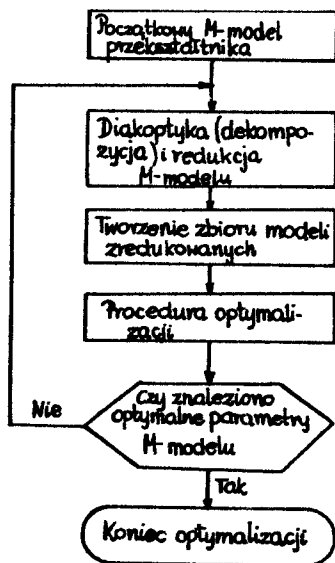 Początkowy M-model
przekształtnika
Diakoptyka (dekompo-
zycja) i redukcja
M-modelu
Tworzenie zbioru modeli
zredukowanych
Procedura optymali-
zacji
Czy znaleziono
optymalne parametry
M-modelu
Nie
Tak
Koniec optymalizacji